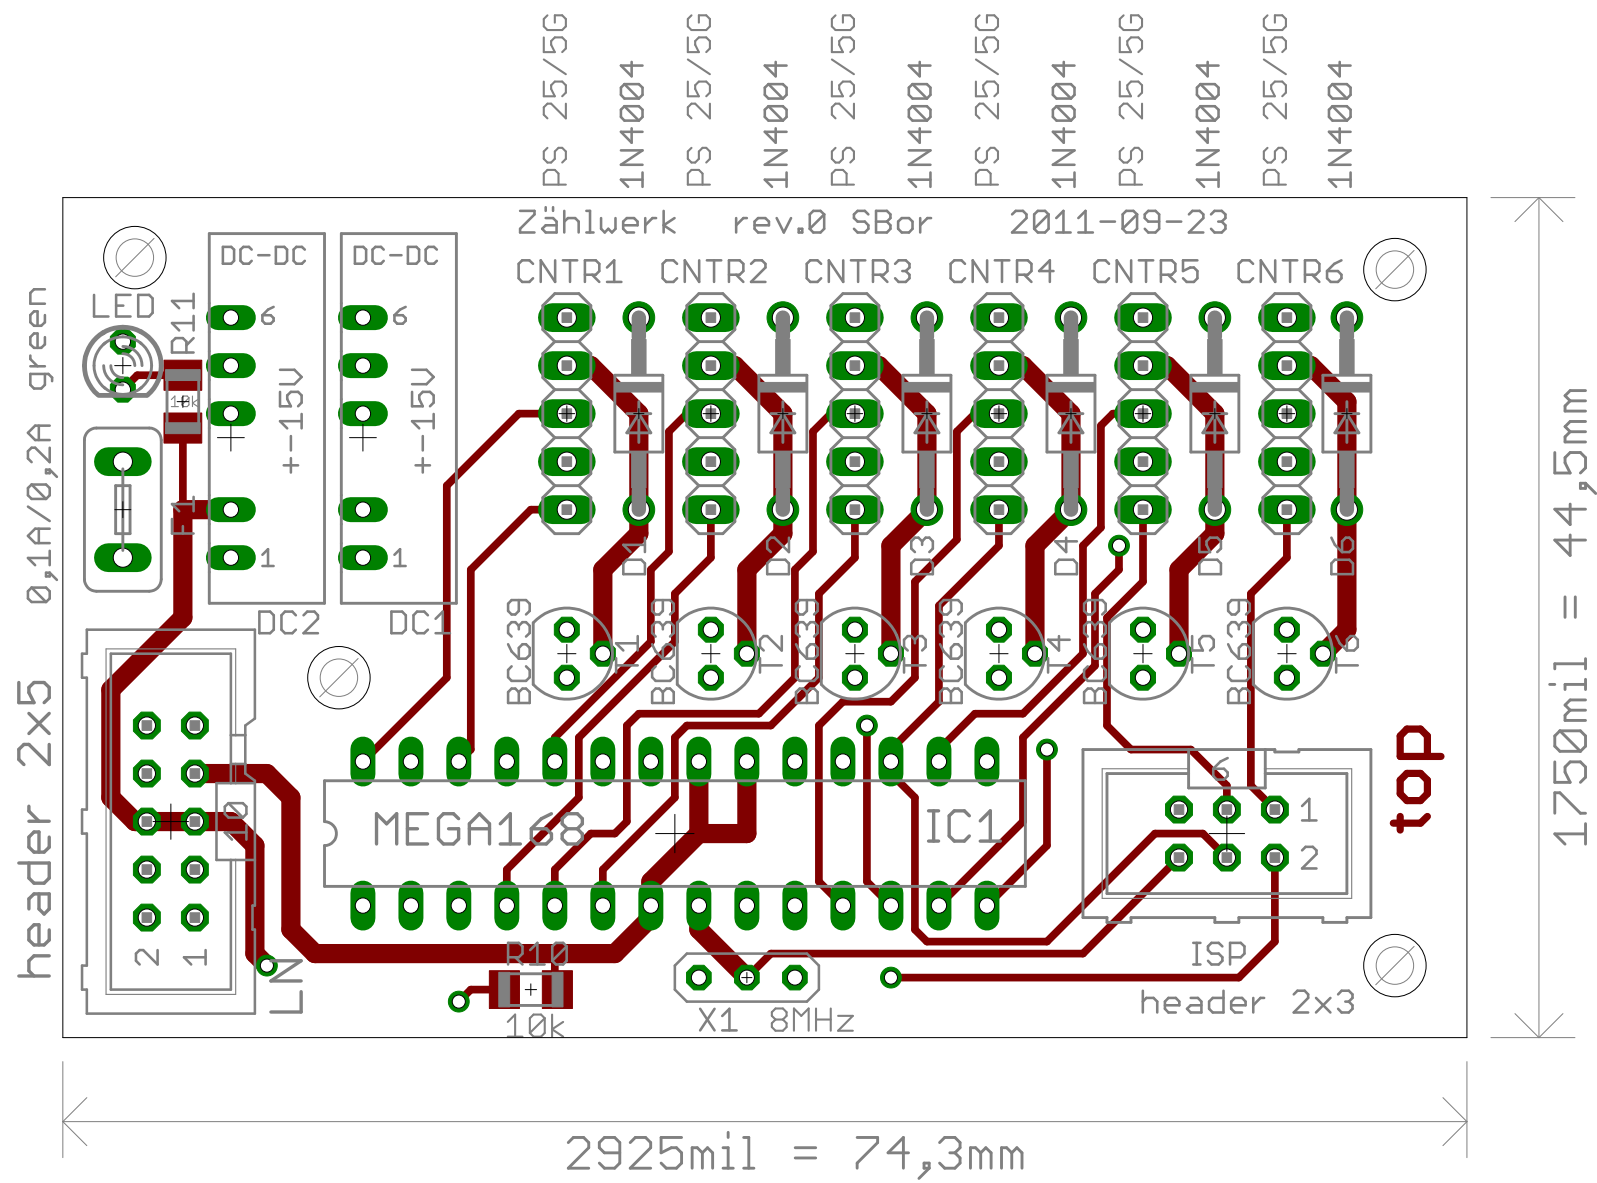 PS 25/5G
1N4004
PS 25/5G
1N4004
PS 25/5G
1N4004
PS 25/5G
1N4004
PS 25/5G
1N4004
PS 25/5G
1N4004
Zählwerk rev.0 SBor 2011-09-23
CNTR1 CNTR2 CNTR3 CNTR4 CNTR5 CNTR6
DC-DC DC-DC
LED
R11
6 6
10k
+-15V +-15V
0,1A/0,2A green
F1
1 1
DC2 DC1
D1 D2 D3 D4 D5 D6
BC639 T1
BC639 T2
BC639 T3
BC639 T4
BC639 T5
BC639 T6
header 2x5
10
2 1
LN
MEGA168 IC1
6
1
2
top
ISP
header 2x3
R10
10k
X1 8MHz
1750mil = 44,5mm
2925mil = 74,3mm